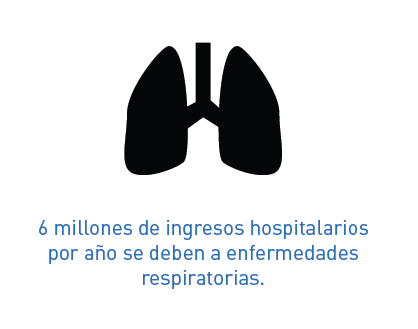 6 millones de ingresos hospitalarios
por año se deben a enfermedades
respiratorias.